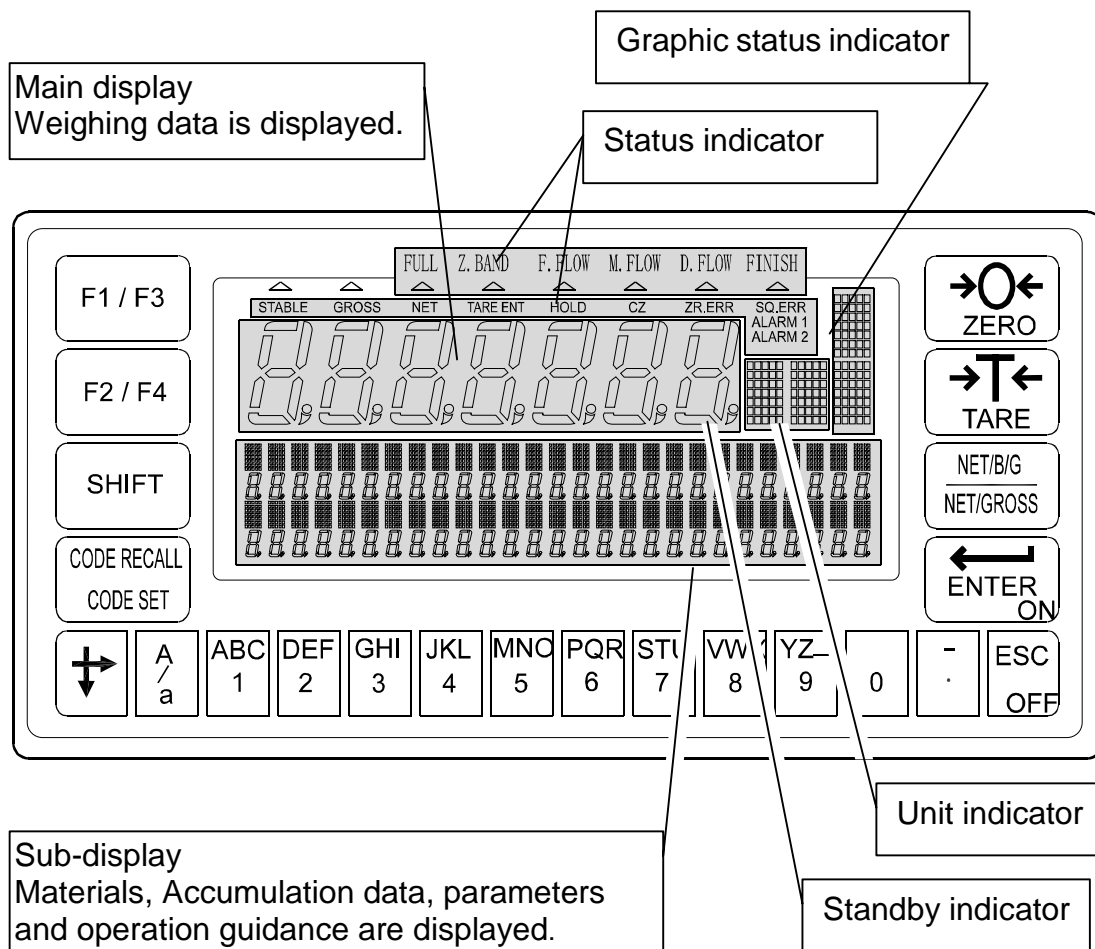 Graphic status indicator
Main display
Weighing data is displayed.
Status indicator
FULL Z. BAND F. FLOW M. FLOW D. FLOW FINISH
STABLE GROSS NET TARE ENT HOLD CZ ZR.ERR SQ.ERR
ALARM 1
ALARM 2
F1 / F3
F2 / F4
SHIFT
CODE RECALL
CODE SET
ZERO
TARE
NET/B/G
NET/GROSS
ENTER
ON
A
/
a
ABC
1
DEF
2
GHI
3
JKL
4
MNO
5
PQR
6
STU
7
8
YZ_
9
0
-
.
ESC
OFF
Unit indicator
Sub-display
Materials, Accumulation data, parameters
and operation guidance are displayed.
Standby indicator